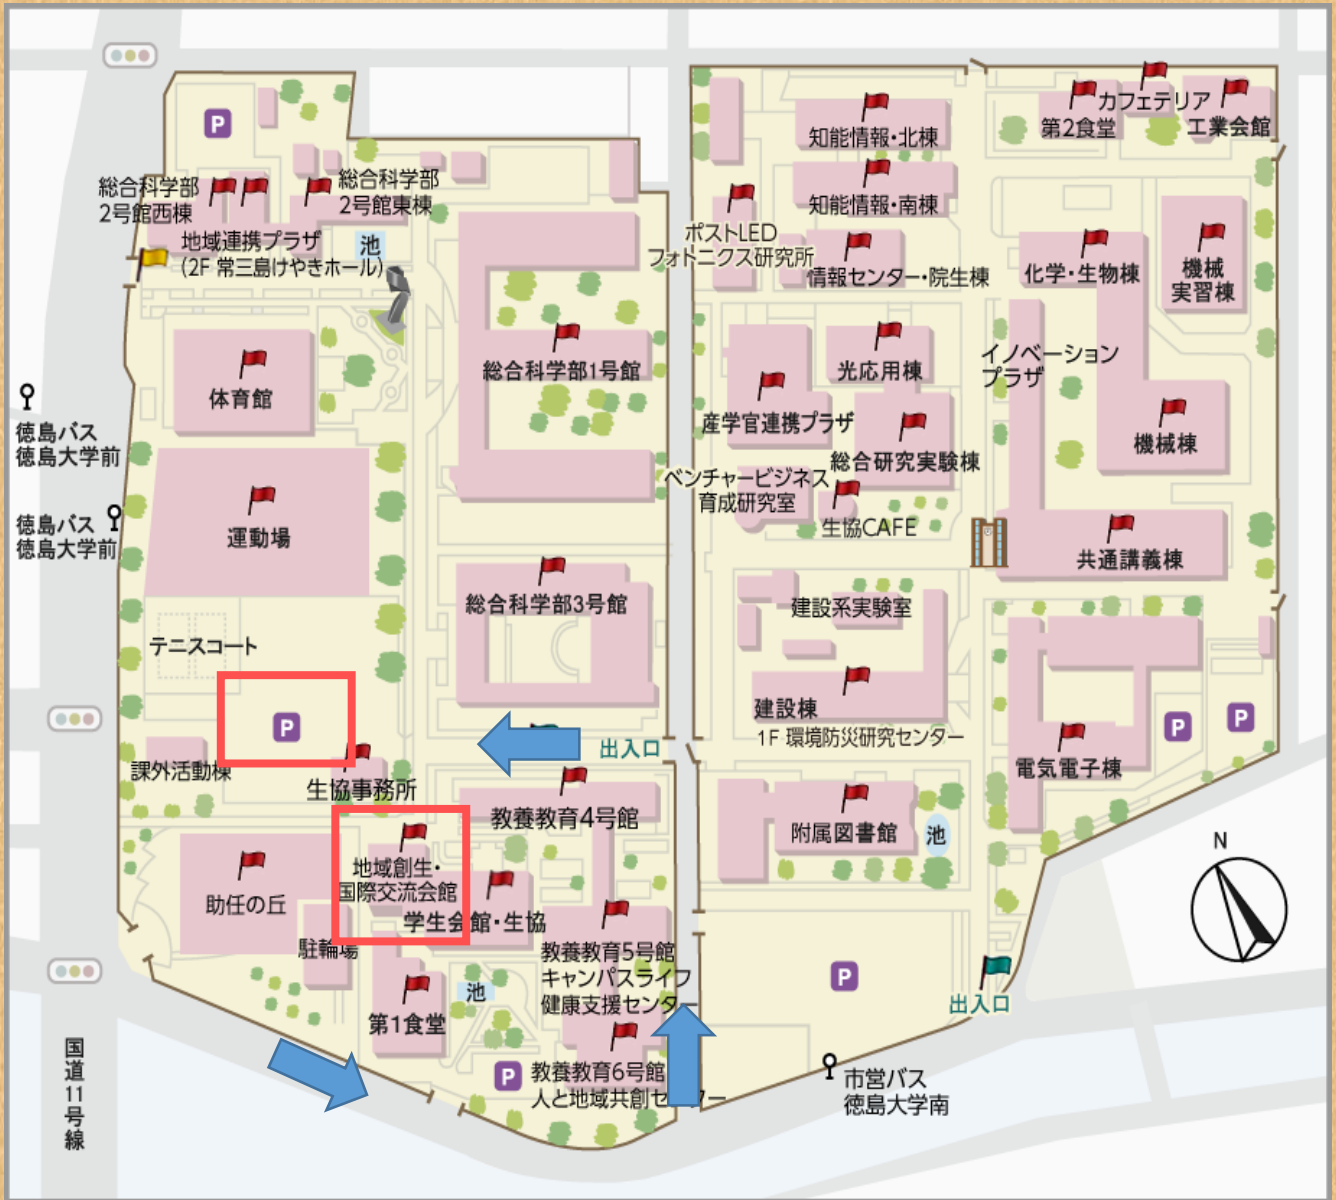 P
カフェテリア
第2食堂
工業会館
知能情報・北棟
総合科学部
2号館西棟
総合科学部
2号館東棟
知能情報・南棟
地域連携プラザ
(2F 常三島けやきホール)
池
ポストLED
フォトニクス研究所
情報センター・院生棟
化学・生物棟
機械
実習棟
体育館
総合科学部1号館
光応用棟
イノベーション
プラザ
徳島バス
徳島大学前
産学官連携プラザ
総合研究実験棟
機械棟
ベンチャービジネス
育成研究室
生協CAFE
徳島バス
徳島大学前
運動場
共通講義棟
総合科学部3号館
建設系実験室
テニスコート
P
建設棟
1F 環境防災研究センター
P
P
出入口
課外活動棟
生協事務所
電気電子棟
教養教育4号館
附属図書館
池
N
地域創生・
国際交流会館
助任の丘
学生会館・生協
駐輪場
教養教育5号館
キャンパスライフ
健康支援センター
P
出入口
池
第1食堂
P
教養教育6号館
人と地域共創センター
市営バス
徳島大学南
国道11号線